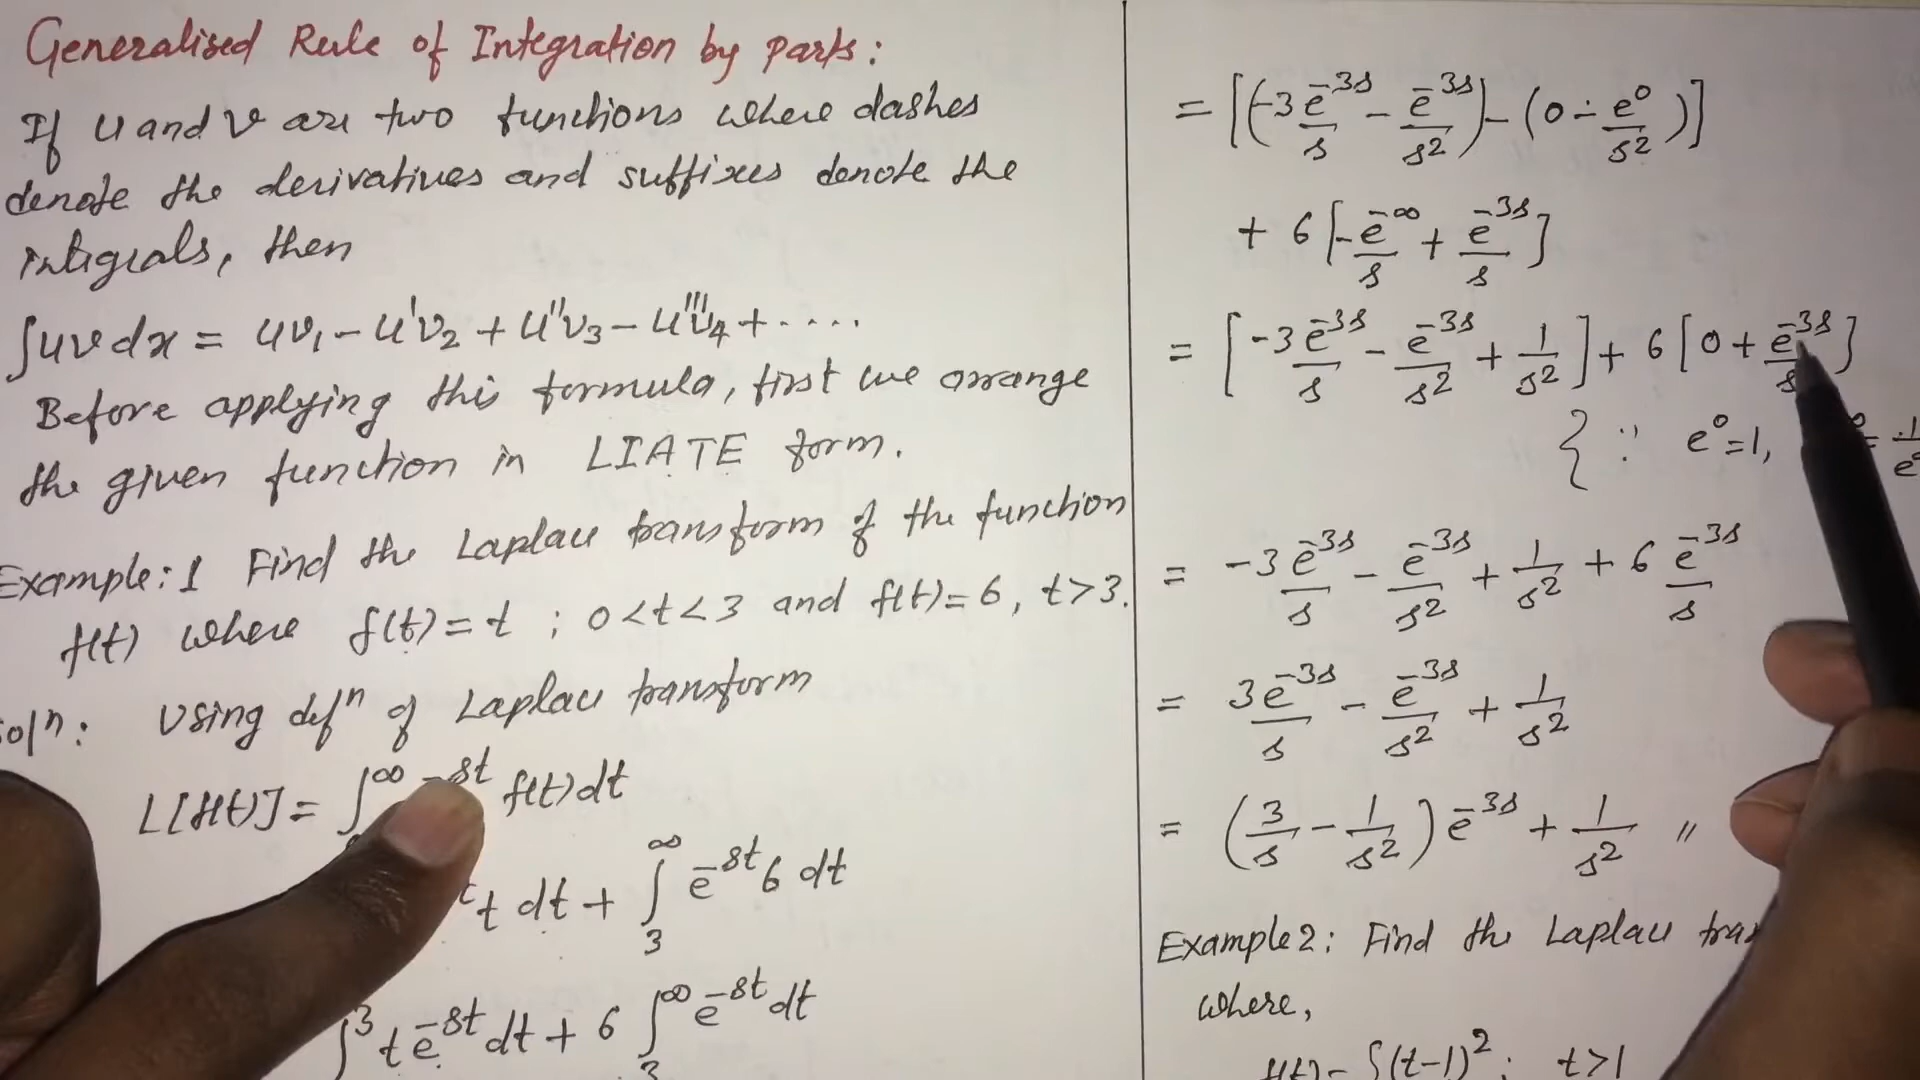 Generalised Rule of Integration by parts:
If u and v are two functions where dashes
denote the derivatives and suffixes denote the
integrals, then
∫uv dx = uv₁ - u'v₂ + u''v₃ - u'''v₄ + ....
Before applying this formula, first we arrange
the given function in LIATE form.
Example:1 Find the Laplace transform of the function
f(t) where f(t) = t ; 0<t<3 and f(t)=6, t>3.
Solⁿ: Using defⁿ of Laplace transform
L[f(t)] = ∫^∞ -st f(t) dt
t dt + ∫₃^∞ e^-st 6 dt
∫^3 t e^-st dt + 6 ∫₃^∞ e^-st dt
= [(-3 e^-3s/s - e^-3s/s²) - (0 - e^0/s²)]
+ 6 [-e^-∞/s + e^-3s/s]
= [-3 e^-3s/s - e^-3s/s² + 1/s²] + 6 [0 + e^-3s/s]
{ ∵ e^0 = 1, = 1/e
= -3 e^-3s/s - e^-3s/s² + 1/s² + 6 e^-3s/s
= 3e^-3s/s - e^-3s/s² + 1/s²
= (3/s - 1/s²) e^-3s + 1/s² //
Example 2: Find the Laplace
where,
f(t) = {(t-1)² ; t>1